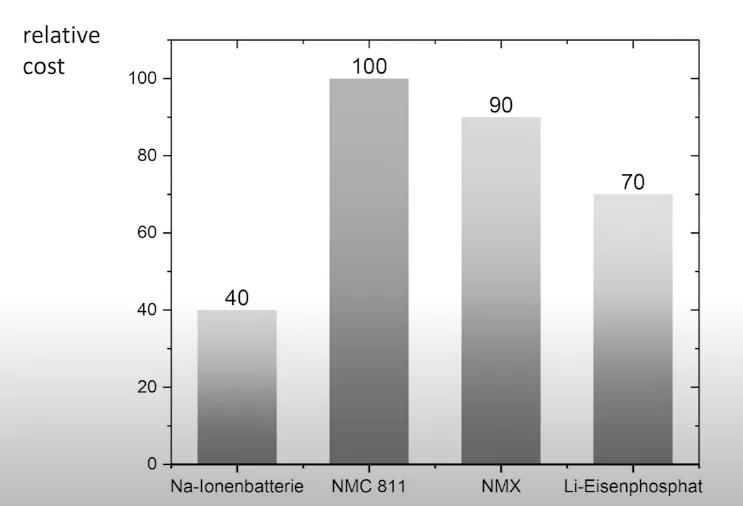 relative
cost
100
80
60
40
20
0
40
100
90
70
Na-Ionenbatterie
NMC 811
NMX
Li-Eisenphosphat